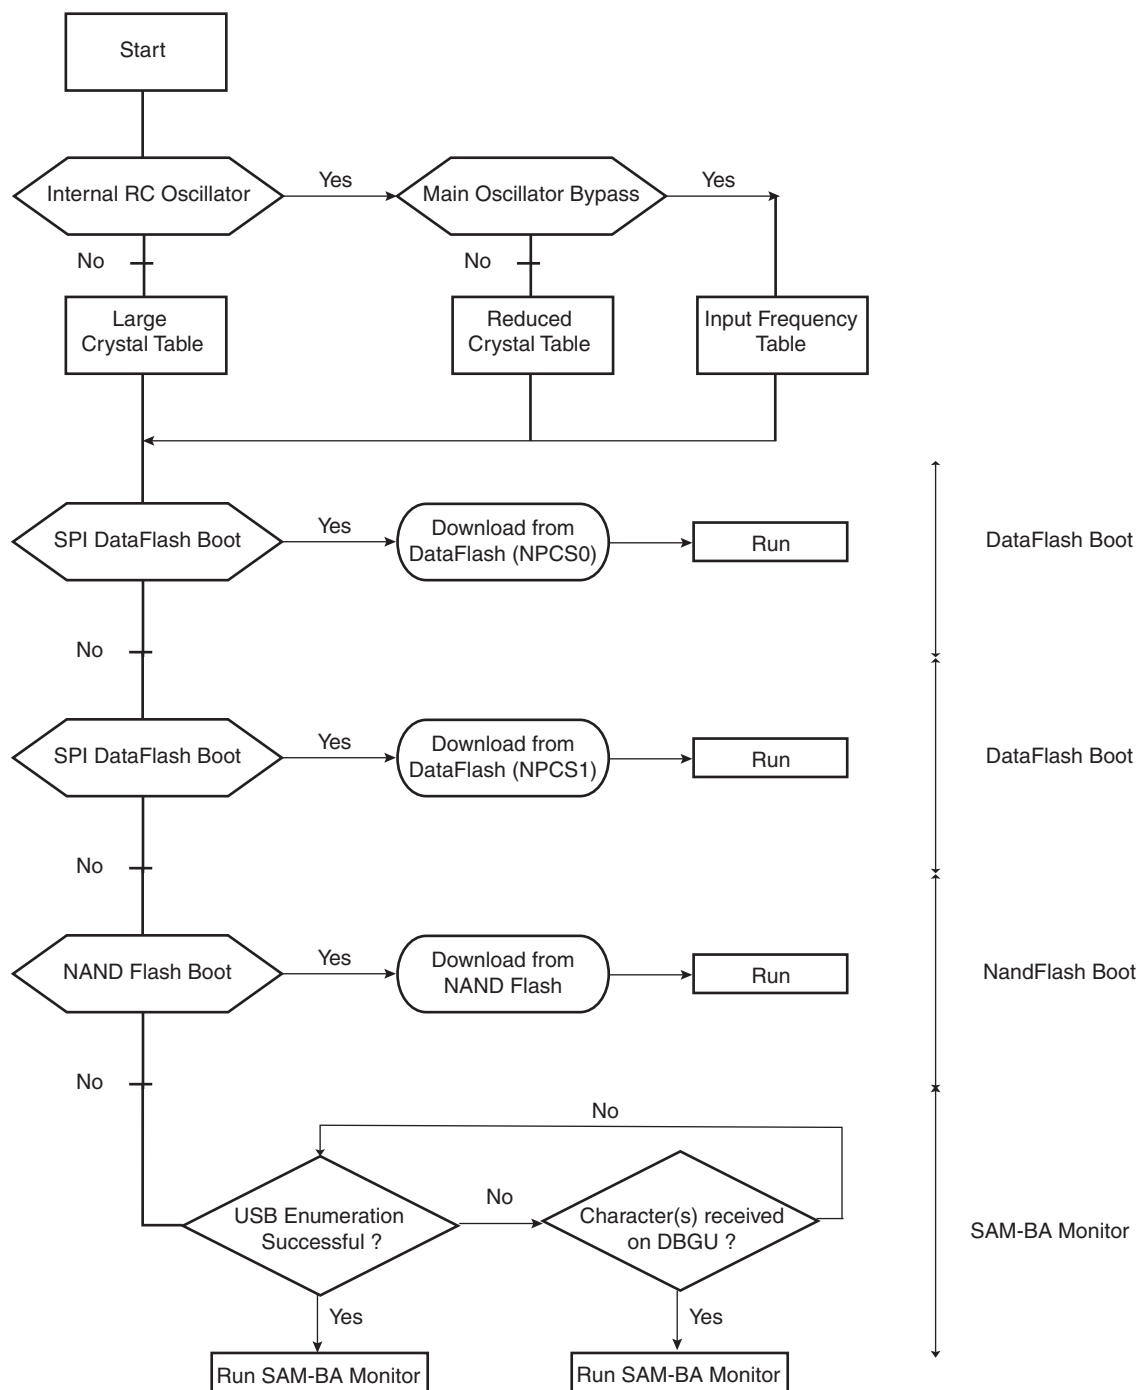 Start
Internal RC Oscillator
Yes
Main Oscillator Bypass
Yes
No
No
Large
Crystal Table
Reduced
Crystal Table
Input Frequency
Table
SPI DataFlash Boot
Yes
Download from
DataFlash (NPCS0)
Run
DataFlash Boot
No
SPI DataFlash Boot
Yes
Download from
DataFlash (NPCS1)
Run
DataFlash Boot
No
NAND Flash Boot
Yes
Download from
NAND Flash
Run
NandFlash Boot
No
No
USB Enumeration
Successful ?
No
Character(s) received
on DBGU ?
SAM-BA Monitor
Yes
Yes
Run SAM-BA Monitor
Run SAM-BA Monitor